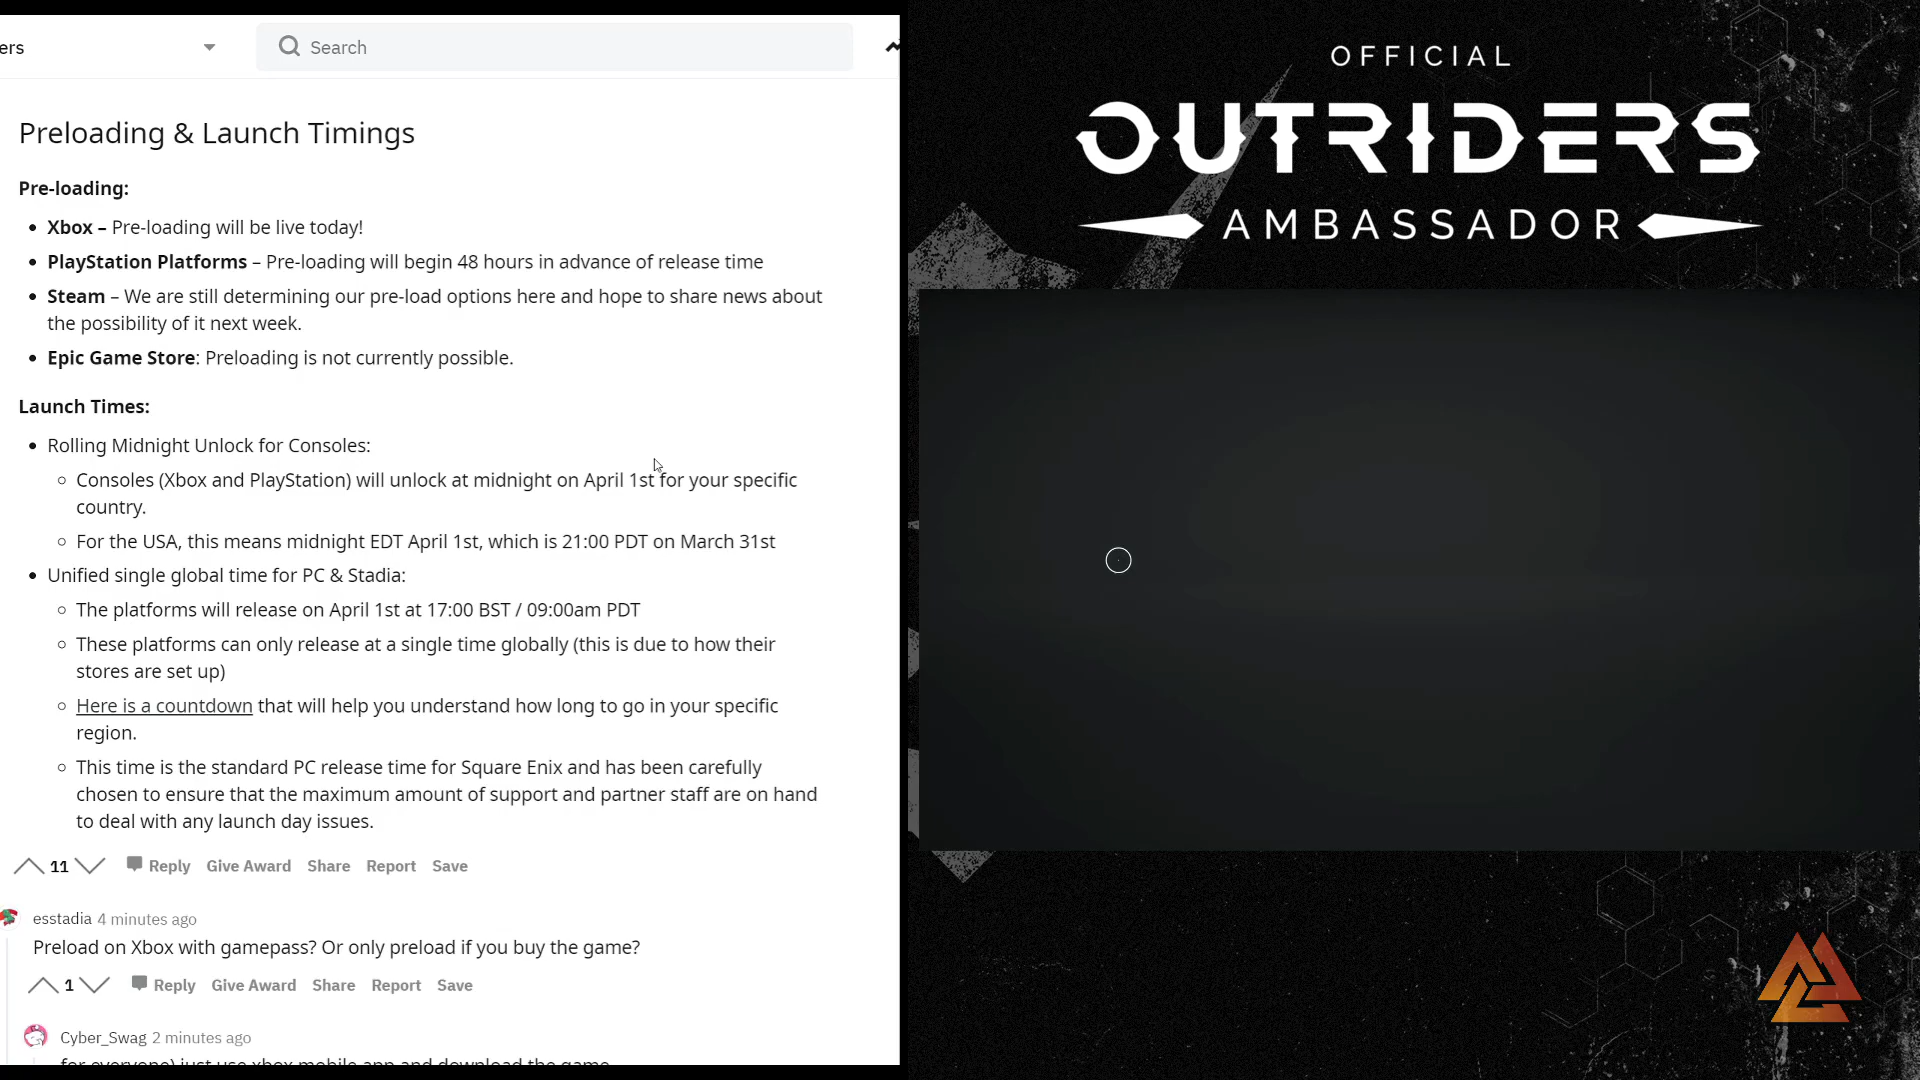 ers
Search
Preloading & Launch Timings
Pre-loading:
Xbox – Pre-loading will be live today!
PlayStation Platforms – Pre-loading will begin 48 hours in advance of release time
Steam – We are still determining our pre-load options here and hope to share news about
the possibility of it next week.
Epic Game Store: Preloading is not currently possible.
Launch Times:
Rolling Midnight Unlock for Consoles:
Consoles (Xbox and PlayStation) will unlock at midnight on April 1st for your specific
country.
For the USA, this means midnight EDT April 1st, which is 21:00 PDT on March 31st
Unified single global time for PC & Stadia:
The platforms will release on April 1st at 17:00 BST / 09:00am PDT
These platforms can only release at a single time globally (this is due to how their
stores are set up)
Here is a countdown that will help you understand how long to go in your specific
region.
This time is the standard PC release time for Square Enix and has been carefully
chosen to ensure that the maximum amount of support and partner staff are on hand
to deal with any launch day issues.
11 Reply Give Award Share Report Save
esstadia 4 minutes ago
Preload on Xbox with gamepass? Or only preload if you buy the game?
1 Reply Give Award Share Report Save
Cyber_Swag 2 minutes ago
for everyone) just use xbox mobile app and download the game
OFFICIAL
OUTRIDERS
AMBASSADOR